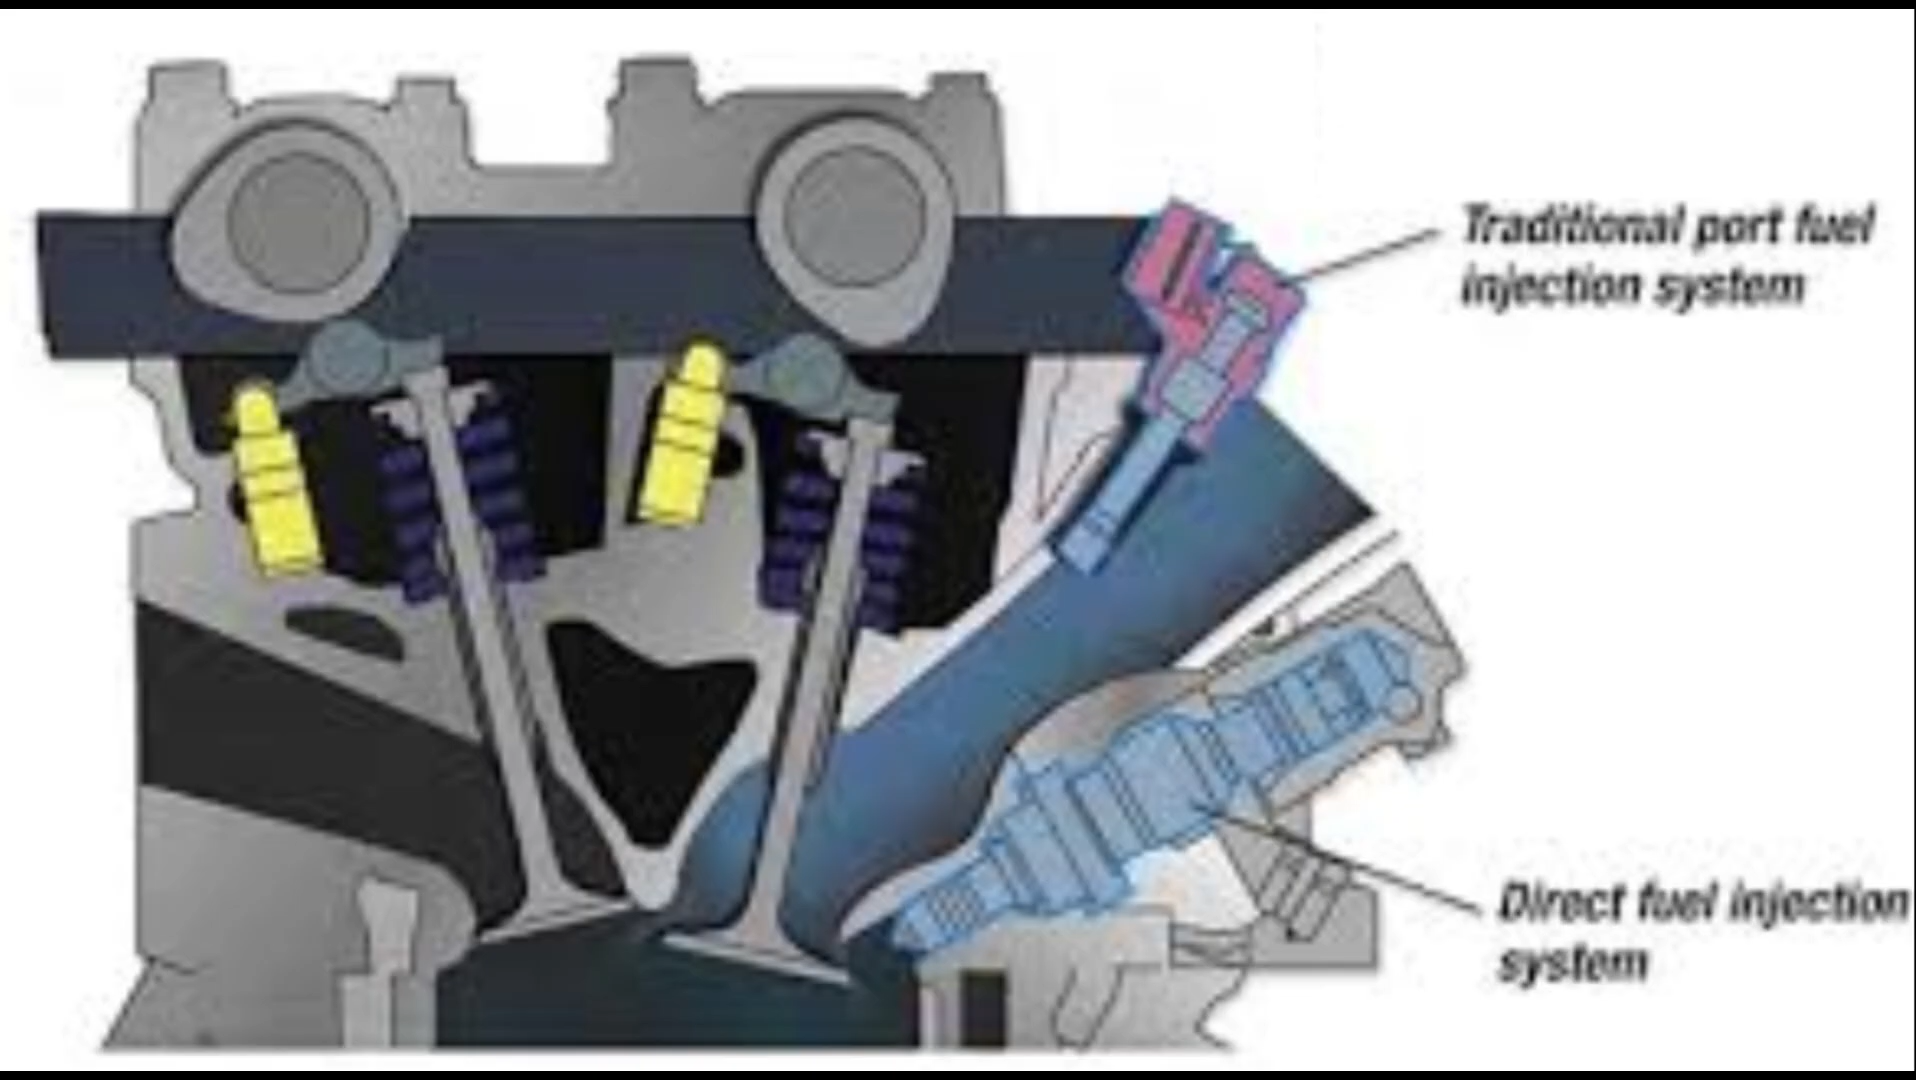 Traditional port fuel
injection system
Direct fuel injection
system